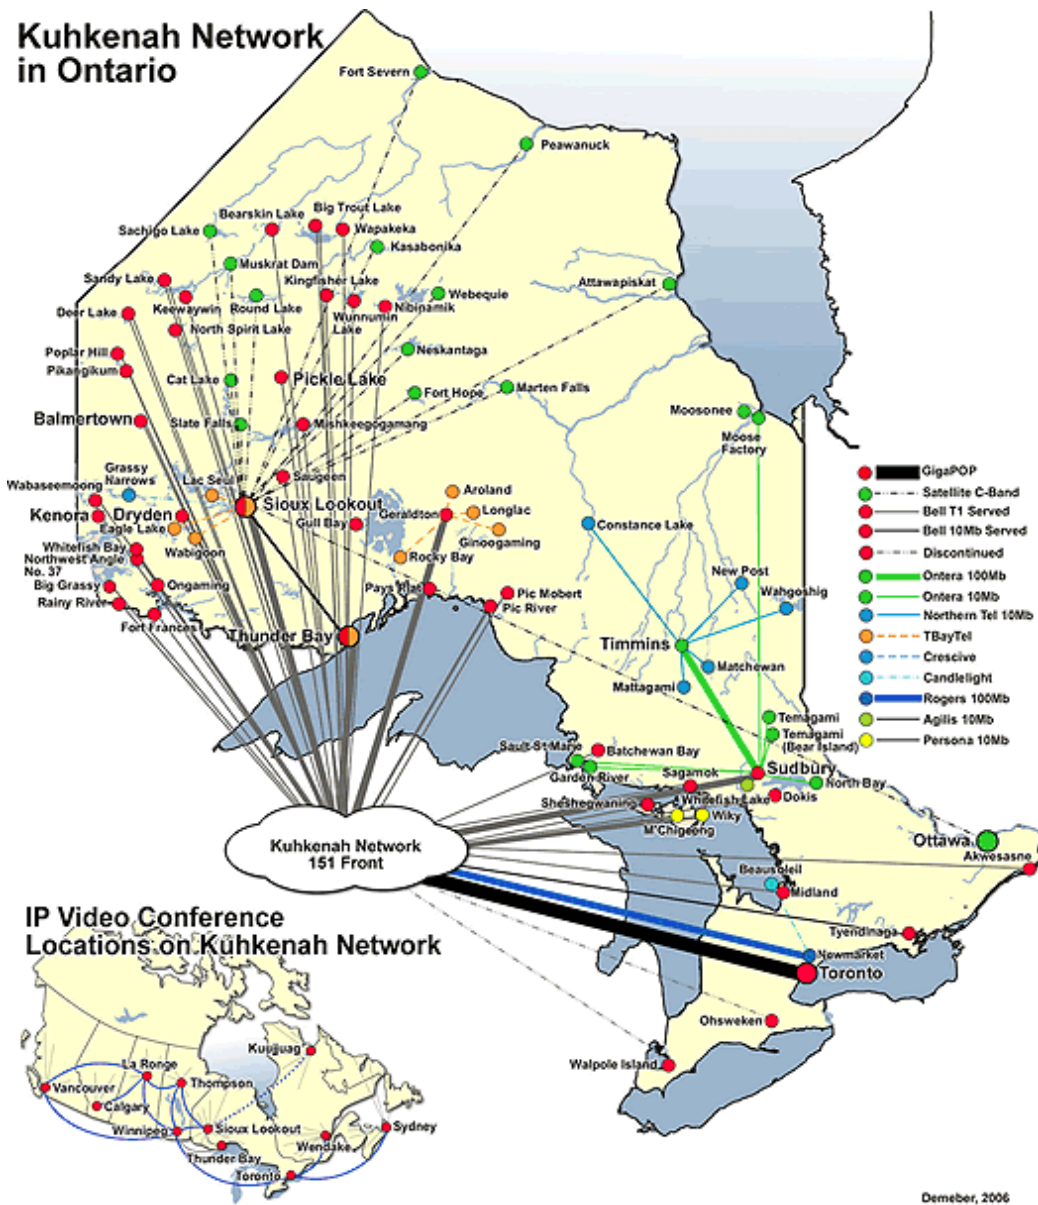 Kuhkenah Network
in Ontario
Fort Severn
Peawanuck
Big Trout Lake
Bearskin Lake
Wapakeka
Sachigo Lake
Kasabonika
Muskrat Dam
Sandy Lake
Kingfisher Lake
Attawapiskat
Keewaywin
Round Lake
Webequie
Wunnumin
Lake
Nibinamik
Deer Lake
North Spirit Lake
Neskantaga
Poplar Hill
Pikangikum
Cat Lake
Pickle Lake
Fort Hope
Marten Falls
Balmertown
Slate Falls
Mishkeegogamang
Moosonee
Moose
Factory
Grassy
Narrows
Lac Seul
Saugeen
Wabaseemoong
Aroland
Kenora
Dryden
Sioux Lookout
Geraldton
Longlac
Eagle Lake
Gull Bay
Ginoogaming
Constance Lake
Wabigoon
Whitefish Bay
Northwest Angle
No. 37
Rocky Bay
Big Grassy
Ongaming
Pays Plat
Pic Mobert
Pic River
New Post
Wahgoshig
Rainy River
Fort Frances
Thunder Bay
Timmins
Matchewan
Mattagami
Temagami
Temagami
(Bear Island)
Sault St Marie
Batchewan Bay
Garden River
Sagamok
Sudbury
North Bay
Sheshegwaning
Whitefish Lake
Dokis
M'Chigeeng
Wiky
Ottawa
Akwesasne
Kuhkenah Network
151 Front
Beausoleil
Midland
Tyendinaga
Newmarket
Toronto
Ohsweken
Walpole Island
GigaPOP
Satellite C-Band
Bell T1 Served
Bell 10Mb Served
Discontinued
Ontera 100Mb
Ontera 10Mb
Northern Tel 10Mb
TBayTel
Crescive
Candlelight
Rogers 100Mb
Agilis 10Mb
Persona 10Mb
IP Video Conference
Locations on Kuhkenah Network
Kuujjuag
La Ronge
Thompson
Vancouver
Calgary
Winnipeg
Sioux Lookout
Sydney
Wendake
Thunder Bay
Toronto
Demeber, 2006